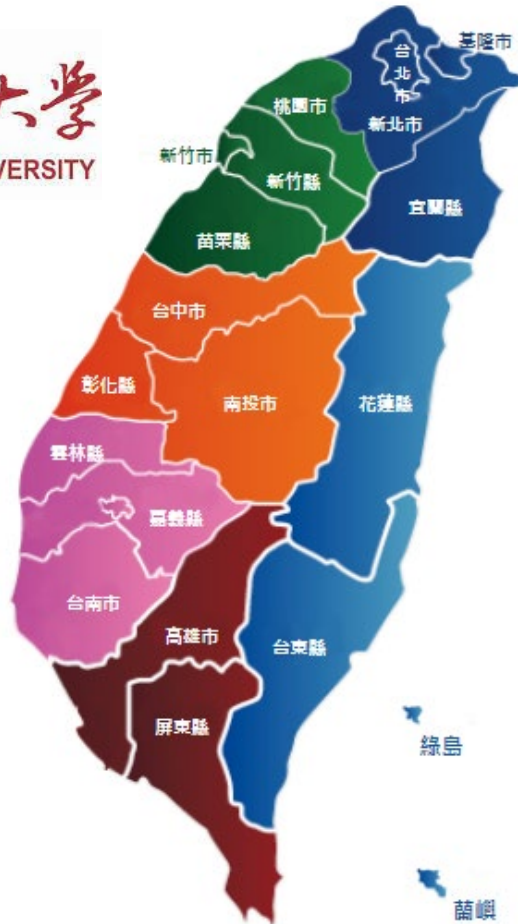 基隆市
台北市
大学
VERSITY
桃園市
新北市
新竹市
新竹縣
宜蘭縣
苗栗縣
台中市
彰化縣
南投市
花蓮縣
雲林縣
嘉義縣
台南市
高雄市
台東縣
屏東縣
綠島
蘭嶼